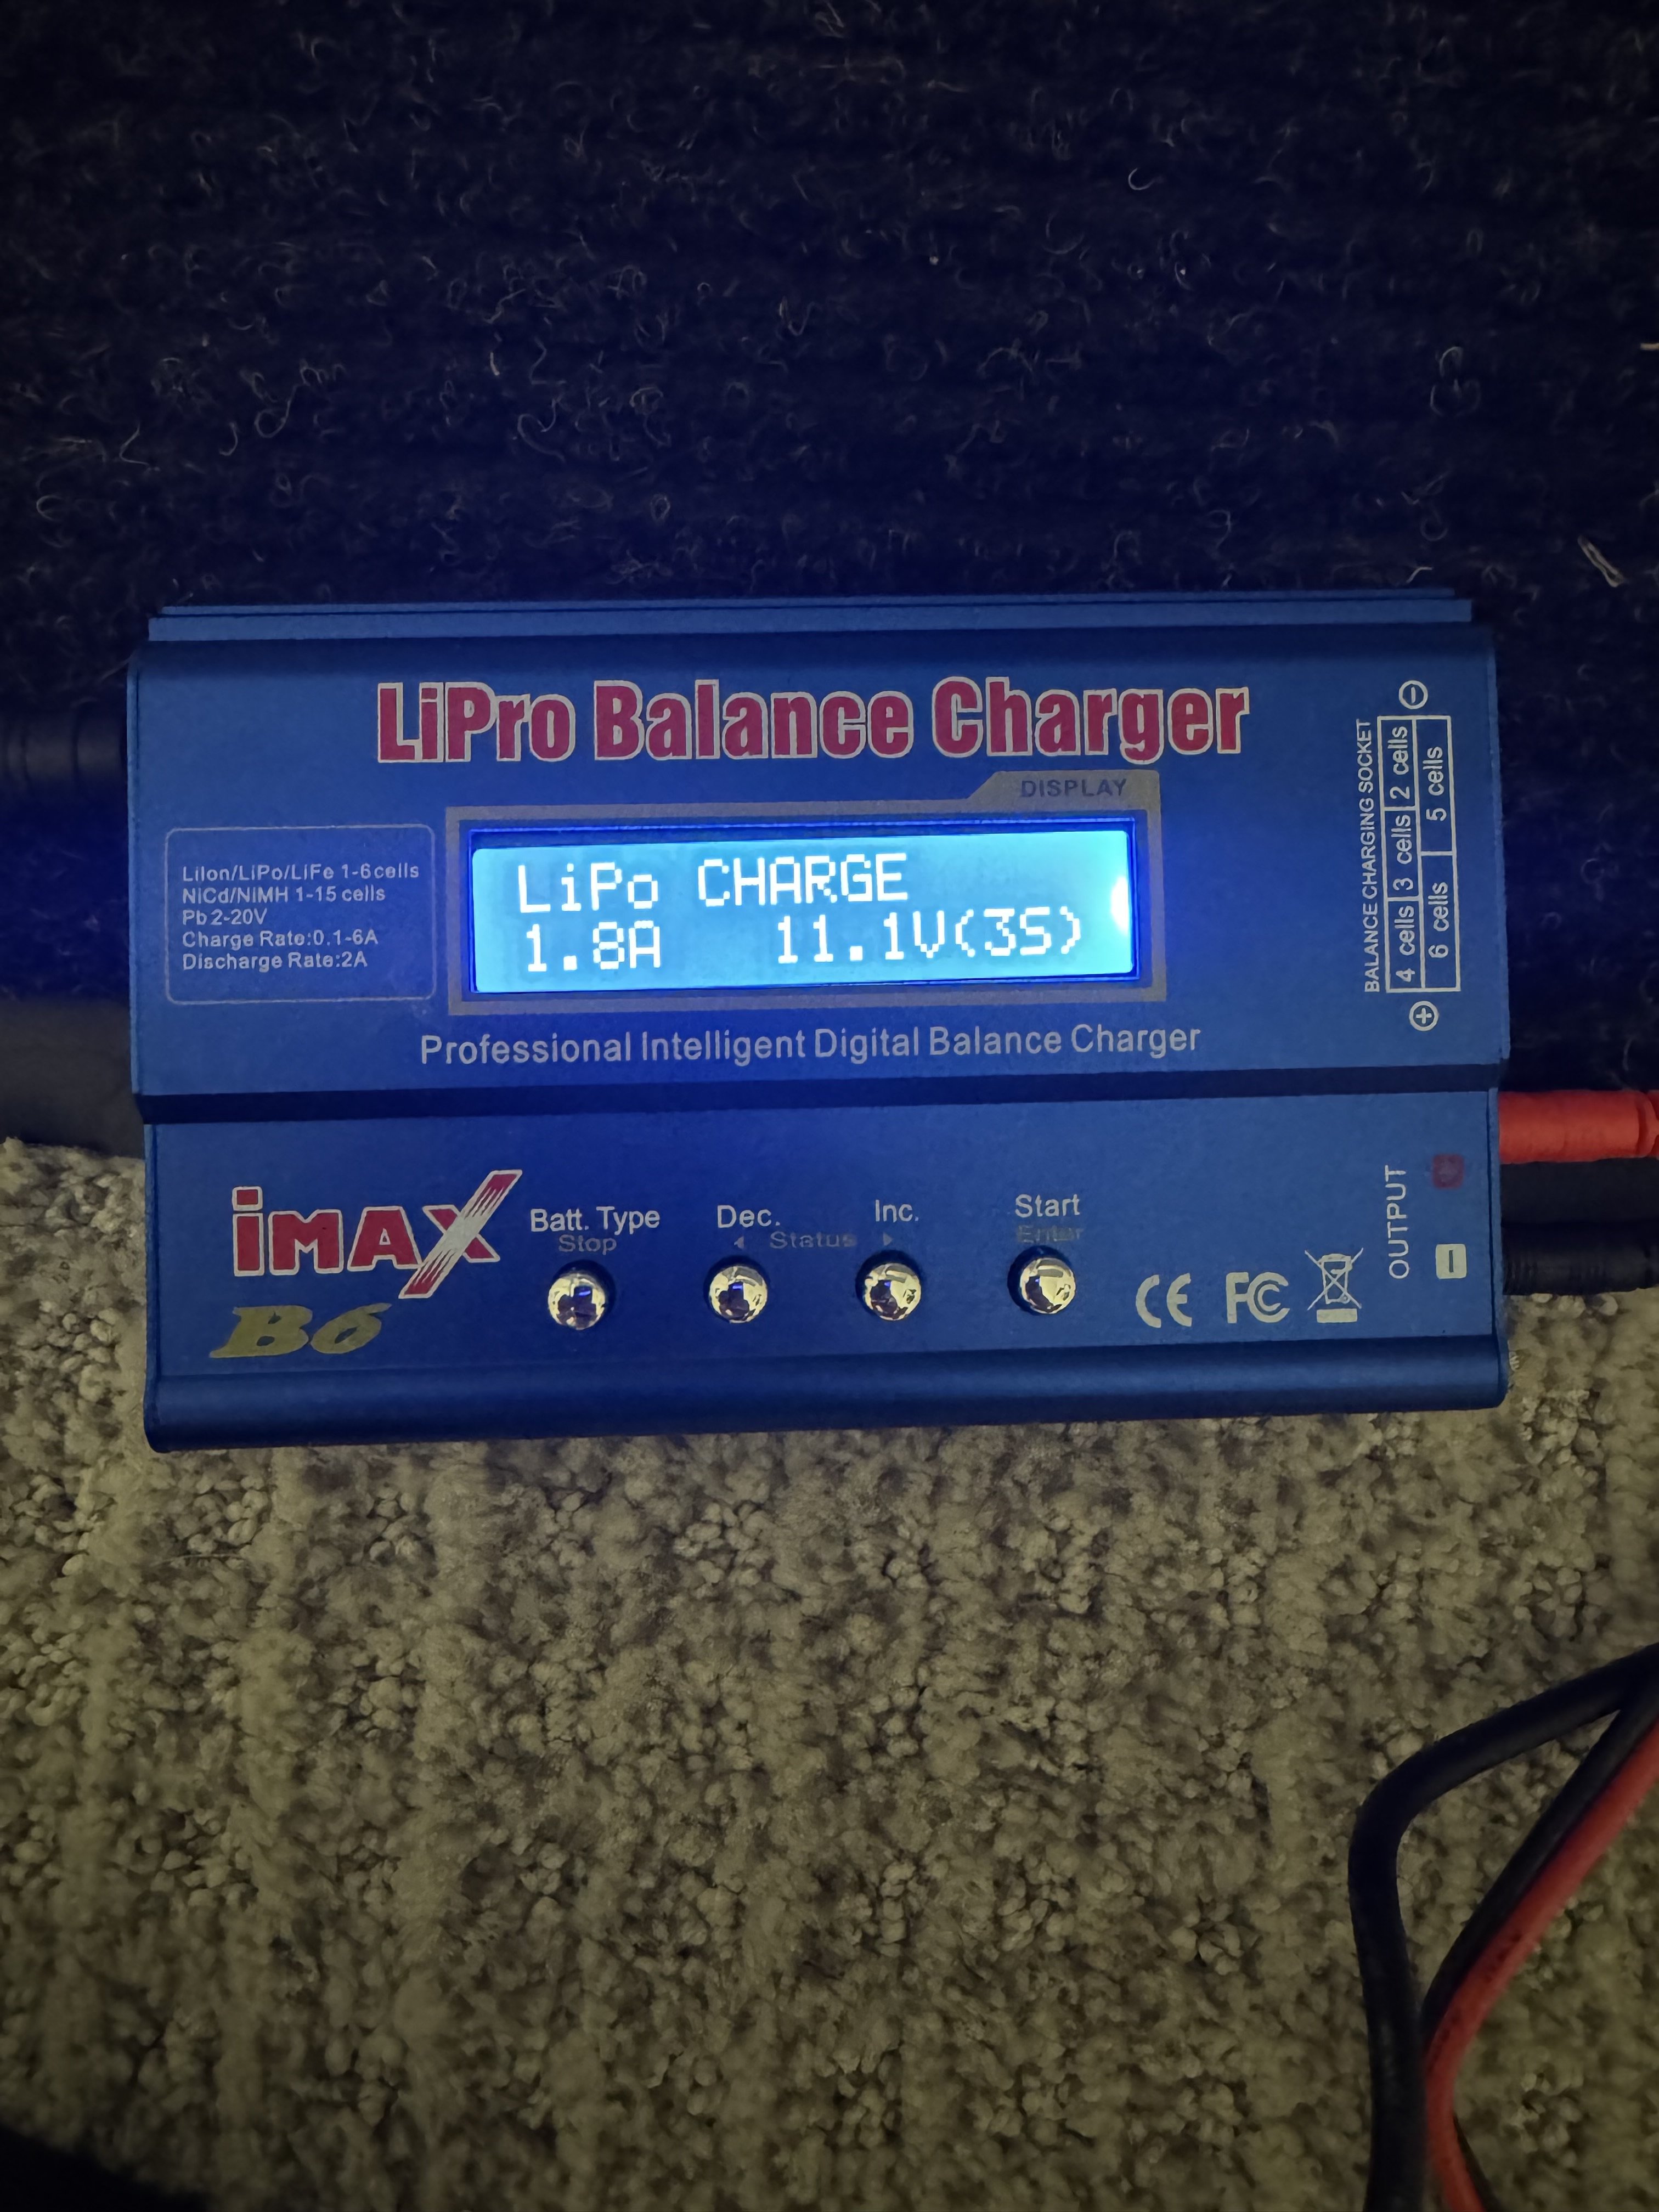 LiPro Balance Charger
DISPLAY
LiPo CHARGE
1.8A 11.1V(3S)
LiIon/LiPo/LiFe 1-6cells
NiCd/NiMH 1-15 cells
Pb 2-20V
Charge Rate:0.1-6A
Discharge Rate:2A
Professional Intelligent Digital Balance Charger
BALANCE CHARGING SOCKET
4 cells 3 cells 2 cells
6 cells 5 cells
iMAX
B6
Batt. Type
Stop
Dec.
Inc.
Status
Start
Enter
CE FC
OUTPUT